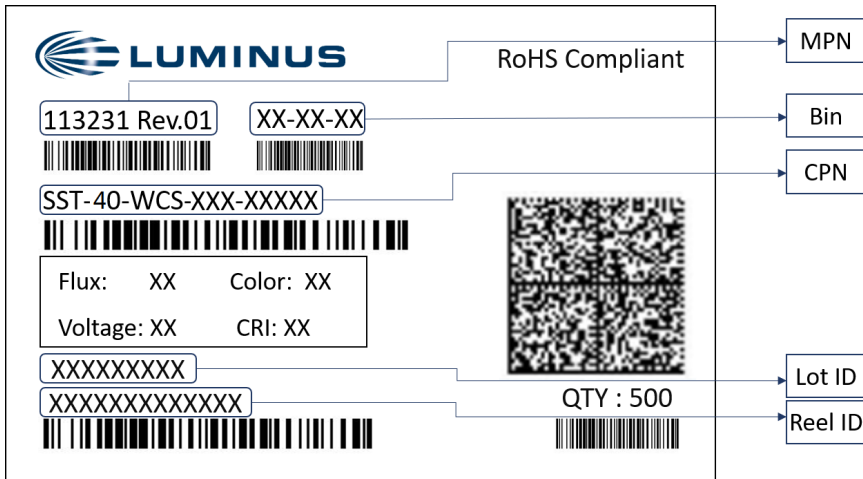 LUMINUS
RoHS Compliant
MPN
113231 Rev.01
XX-XX-XX
Bin
CPN
SST-40-WCS-XXX-XXXXX
Flux: XX Color: XX
Voltage: XX CRI: XX
XXXXXXXXX
Lot ID
XXXXXXXXXXXXX
QTY : 500
Reel ID